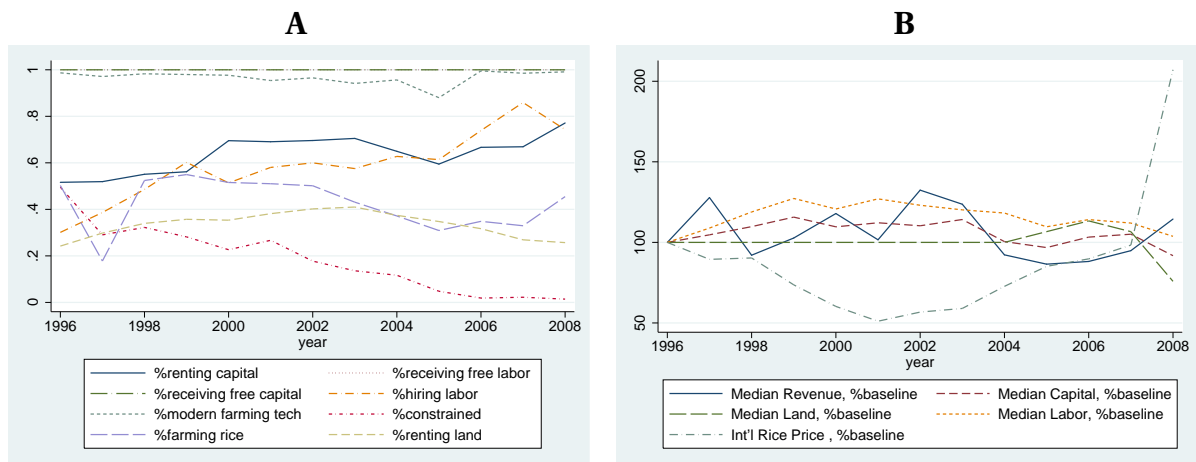 A
B
1
.8
.6
.4
.2
0
1996 1998 2000 2002 2004 2006 2008
year
%renting capital %receiving free labor
%receiving free capital %hiring labor
%modern farming tech %constrained
%farming rice %renting land
200
150
100
50
1996 1998 2000 2002 2004 2006 2008
year
Median Revenue, %baseline Median Capital, %baseline
Median Land, %baseline Median Labor, %baseline
Int'l Rice Price , %baseline